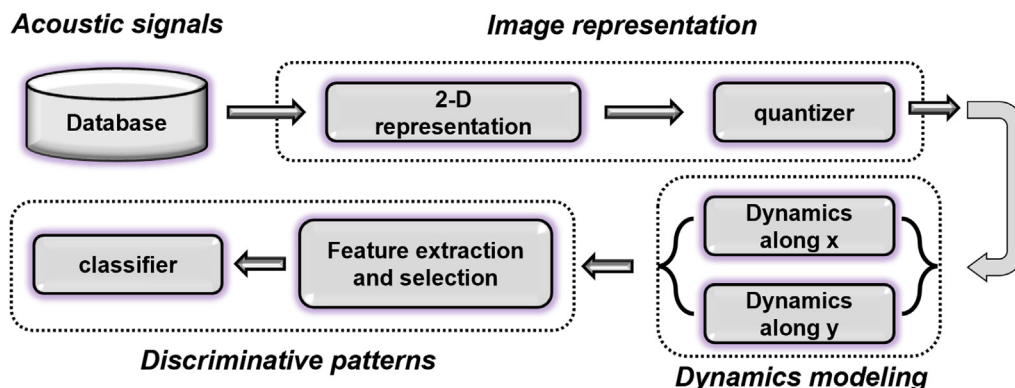 Acoustic signals
Image representation
Database
2-D
representation
quantizer
Dynamics
along x
Dynamics
along y
Feature extraction
and selection
classifier
Discriminative patterns
Dynamics modeling